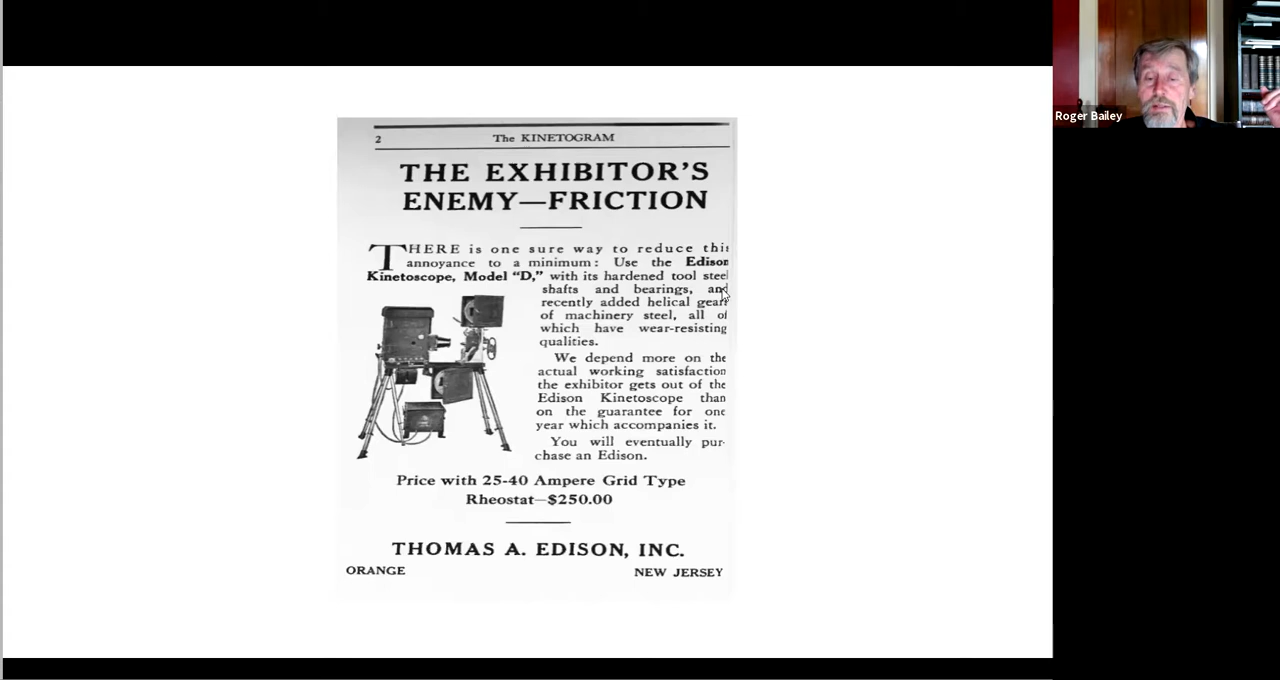 2 The KINETOGRAM
THE EXHIBITOR'S
ENEMY—FRICTION
THERE is one sure way to reduce this
annoyance to a minimum: Use the Edison
Kinetoscope, Model "D," with its hardened tool steel
shafts and bearings, and
recently added helical gears
of machinery steel, all of
which have wear-resisting
qualities.
We depend more on the
actual working satisfaction
the exhibitor gets out of the
Edison Kinetoscope than
on the guarantee for one
year which accompanies it.
You will eventually pur-
chase an Edison.
Price with 25-40 Ampere Grid Type
Rheostat—$250.00
THOMAS A. EDISON, INC.
ORANGE NEW JERSEY
Roger Bailey